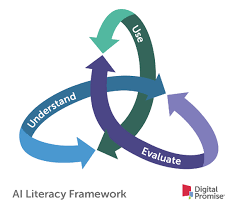 Use
Understand
Evaluate
AI Literacy Framework
Digital
Promise